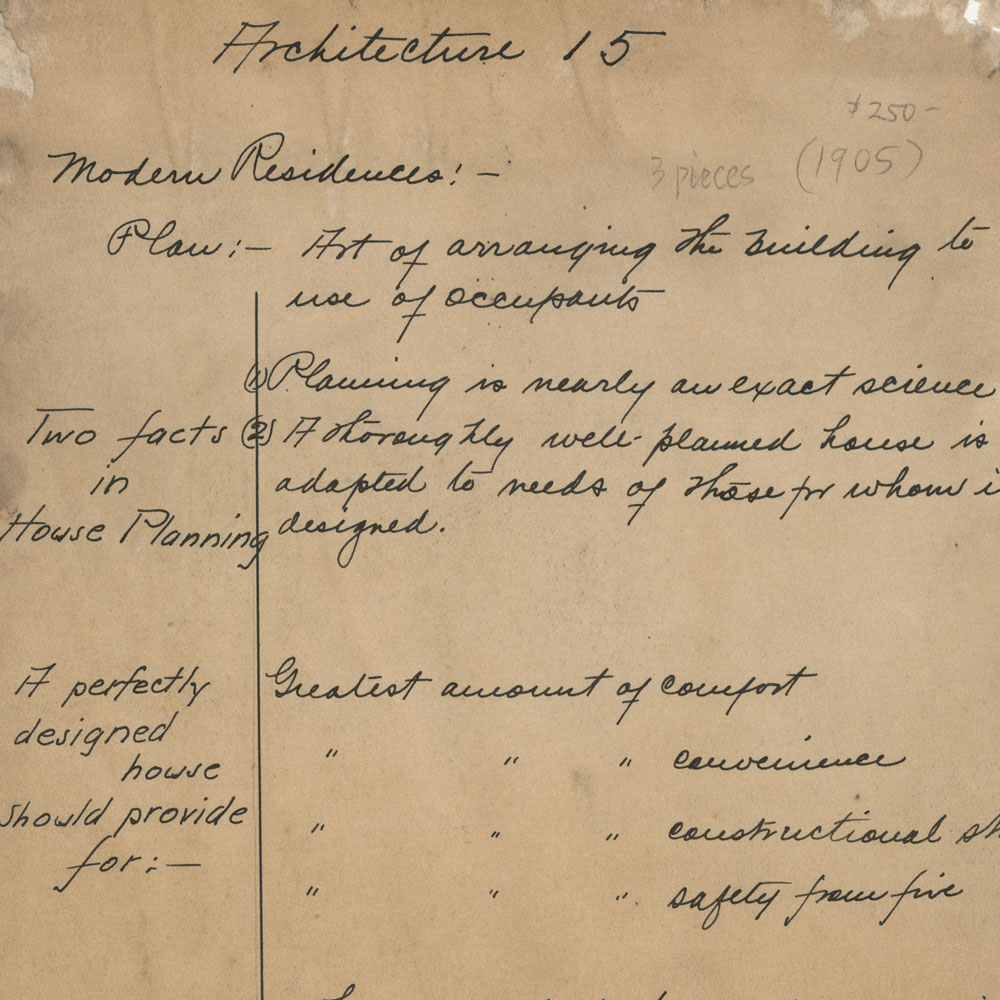 Architecture 15
$250-
3 pieces (1905)
Modern Residences:-
Plan:- Art of arranging the building to
use of occupants
(1) Planning is nearly an exact science
Two facts (2) A thoroughly well-planned house is
in adapted to needs of those for whom
House Planning designed.
A perfectly Greatest amount of comfort
designed
house " " " convenience
should provide " " " constructional
for:-
" " " safety from fire